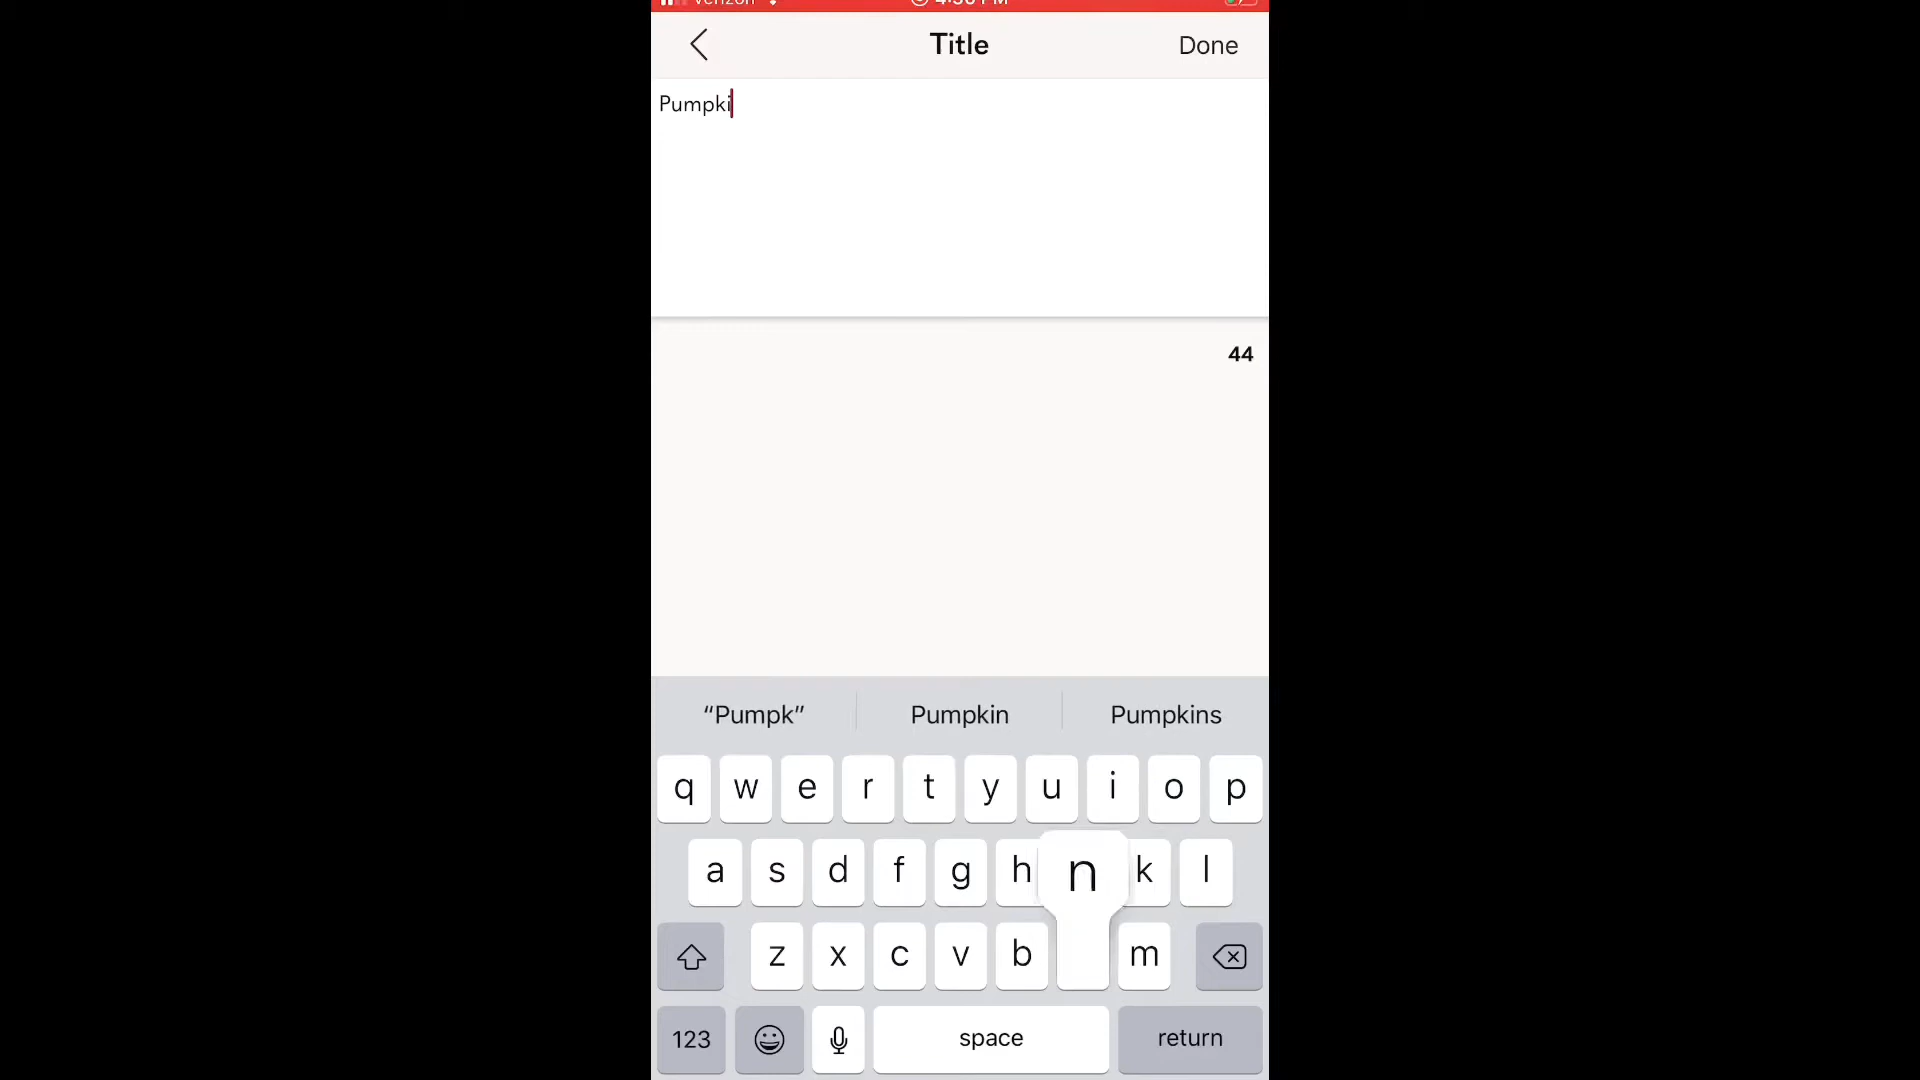 Title
Done
Pumpki
44
“Pumpk” Pumpkin Pumpkins
q w e r t y u i o p
a s d f g h n k l
z x c v b m
123 space return